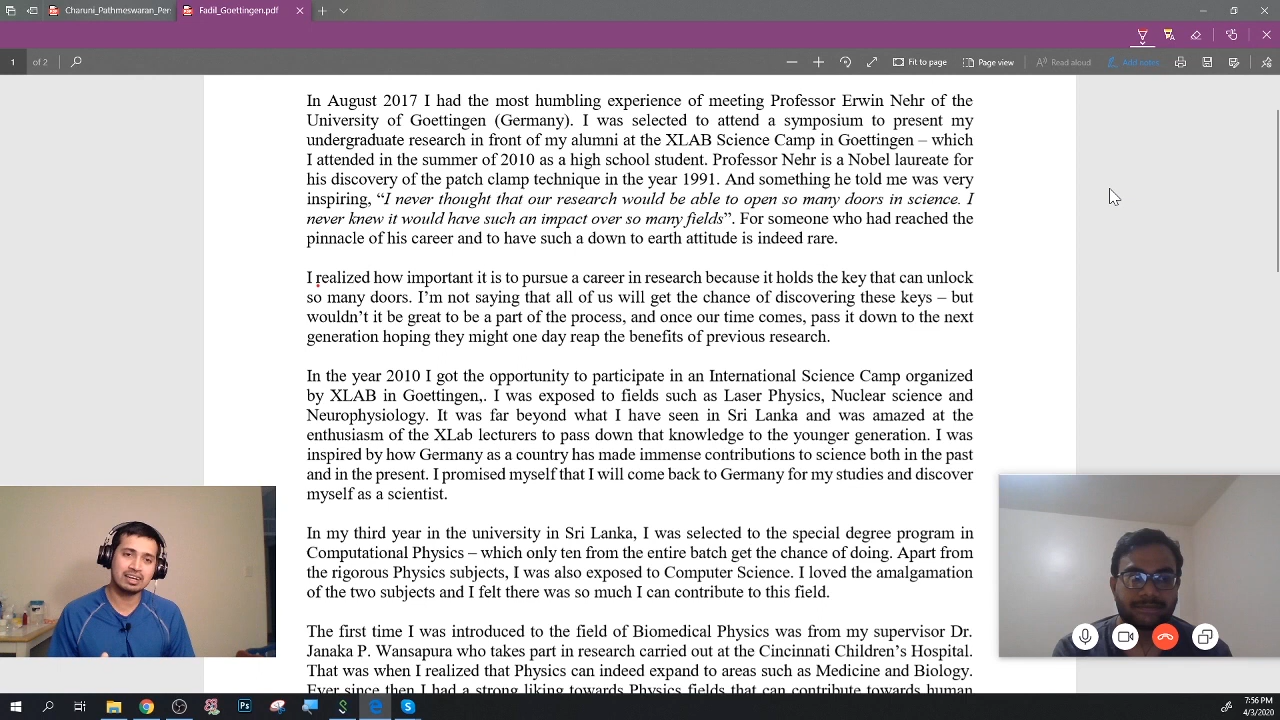 Charuni_Pathmeswaran_Per
Fadil_Goettingen.pdf
1 of 2
Fit to page
Page view
Read aloud
Add notes
In August 2017 I had the most humbling experience of meeting Professor Erwin Nehr of the
University of Goettingen (Germany). I was selected to attend a symposium to present my
undergraduate research in front of my alumni at the XLAB Science Camp in Goettingen – which
I attended in the summer of 2010 as a high school student. Professor Nehr is a Nobel laureate for
his discovery of the patch clamp technique in the year 1991. And something he told me was very
inspiring, “I never thought that our research would be able to open so many doors in science. I
never knew it would have such an impact over so many fields”. For someone who had reached the
pinnacle of his career and to have such a down to earth attitude is indeed rare.
I realized how important it is to pursue a career in research because it holds the key that can unlock
so many doors. I’m not saying that all of us will get the chance of discovering these keys – but
wouldn’t it be great to be a part of the process, and once our time comes, pass it down to the next
generation hoping they might one day reap the benefits of previous research.
In the year 2010 I got the opportunity to participate in an International Science Camp organized
by XLAB in Goettingen,. I was exposed to fields such as Laser Physics, Nuclear science and
Neurophysiology. It was far beyond what I have seen in Sri Lanka and was amazed at the
enthusiasm of the XLab lecturers to pass down that knowledge to the younger generation. I was
inspired by how Germany as a country has made immense contributions to science both in the past
and in the present. I promised myself that I will come back to Germany for my studies and discover
myself as a scientist.
In my third year in the university in Sri Lanka, I was selected to the special degree program in
Computational Physics – which only ten from the entire batch get the chance of doing. Apart from
the rigorous Physics subjects, I was also exposed to Computer Science. I loved the amalgamation
of the two subjects and I felt there was so much I can contribute to this field.
The first time I was introduced to the field of Biomedical Physics was from my supervisor Dr.
Janaka P. Wansapura who takes part in research carried out at the Cincinnati Children’s Hospital.
That was when I realized that Physics can indeed expand to areas such as Medicine and Biology.
Ever since then I had a strong liking towards Physics fields that can contribute towards human
7:56 PM
4/3/2020